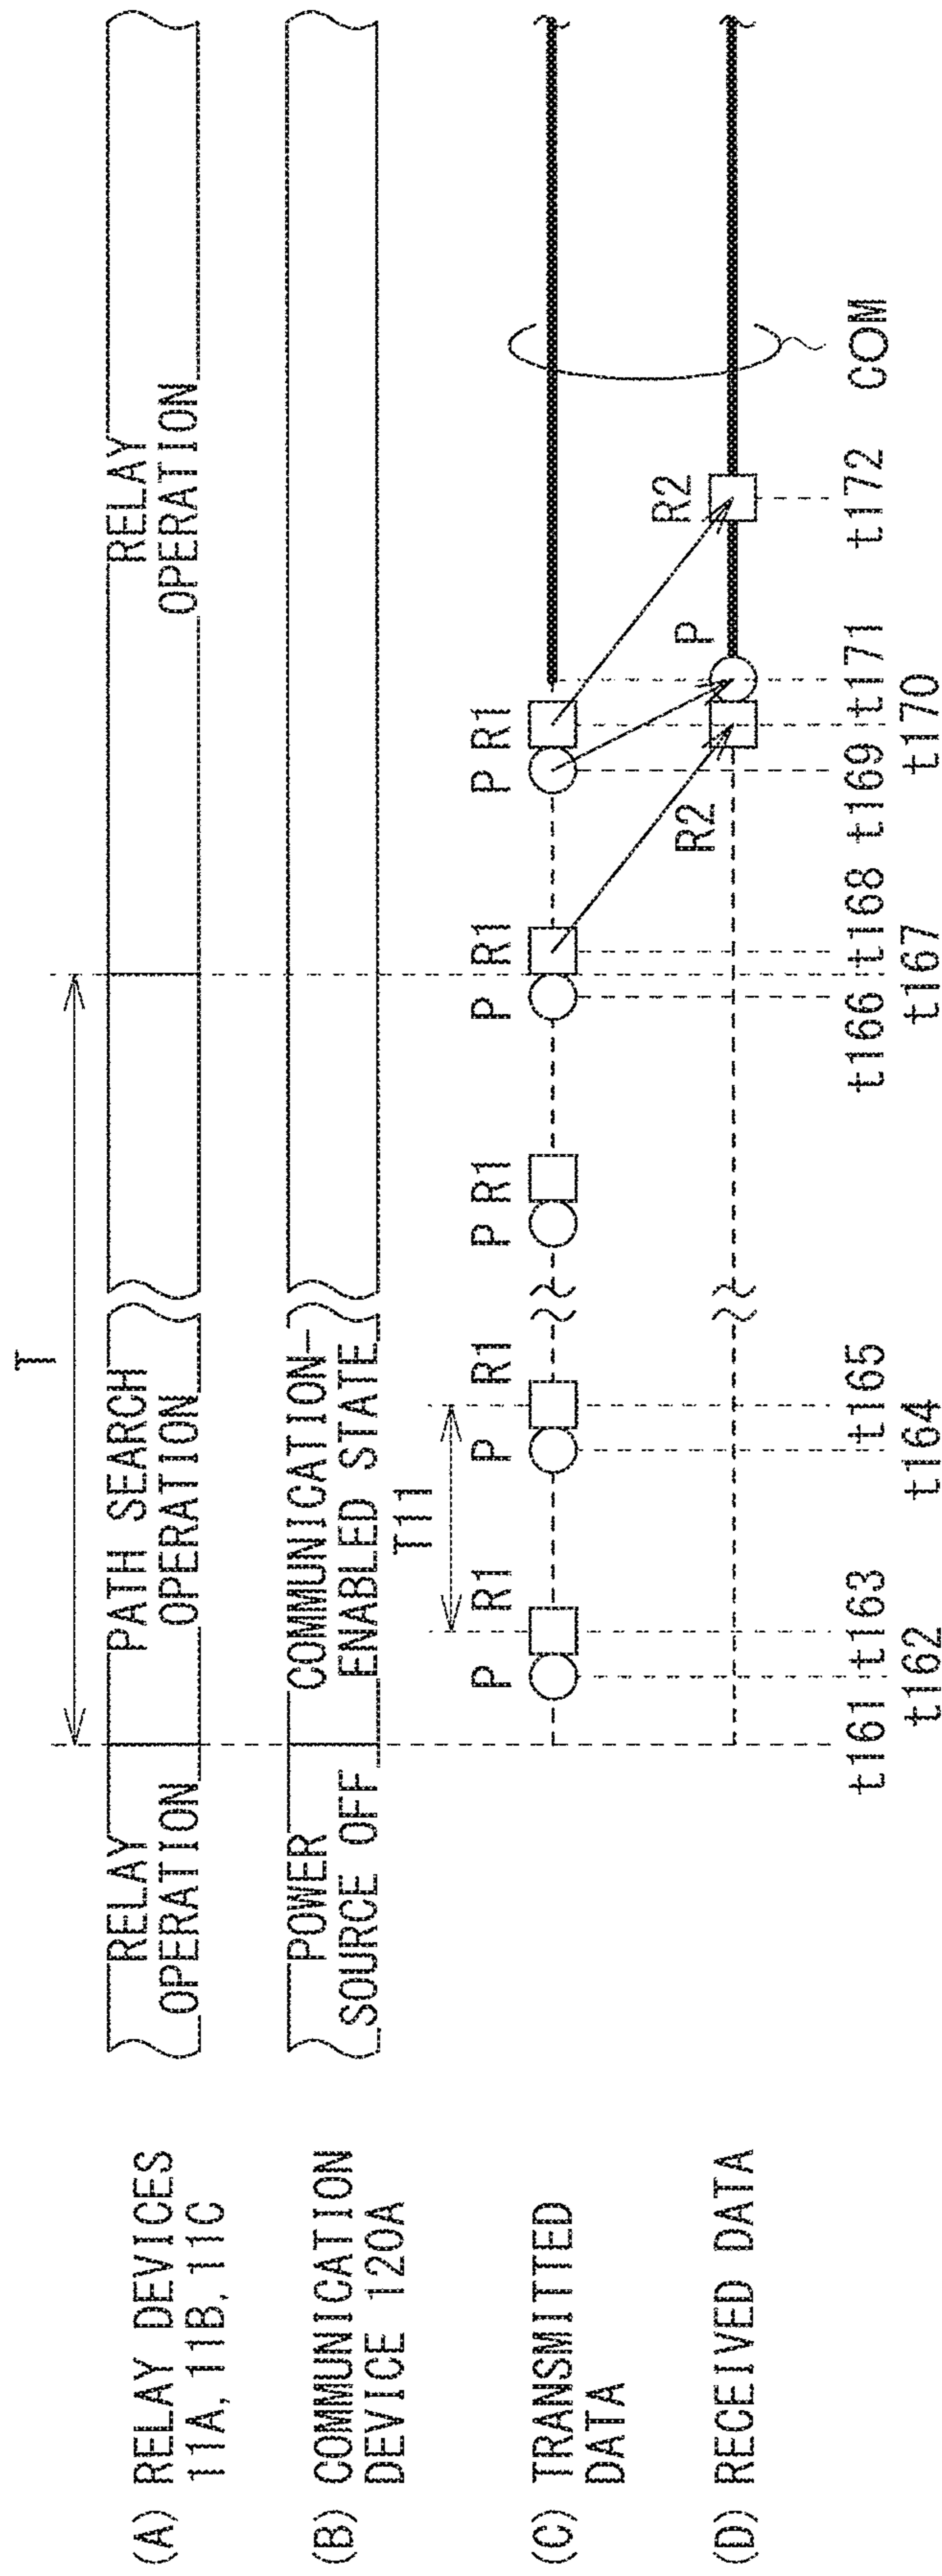 T
(A) RELAY DEVICES
11A, 11B, 11C
RELAY
OPERATION
PATH SEARCH
OPERATION
RELAY
OPERATION
(B) COMMUNICATION
DEVICE 120A
POWER
SOURCE OFF
COMMUNICATION-
ENABLED STATE
T11
P R1 P R1 P R1 P R1 P R1
(C) TRANSMITTED
DATA
R2 P R2
(D) RECEIVED DATA
t161 t163 t165 t166 t168 t169 t171 t172 COM
t162 t164 t167 t170